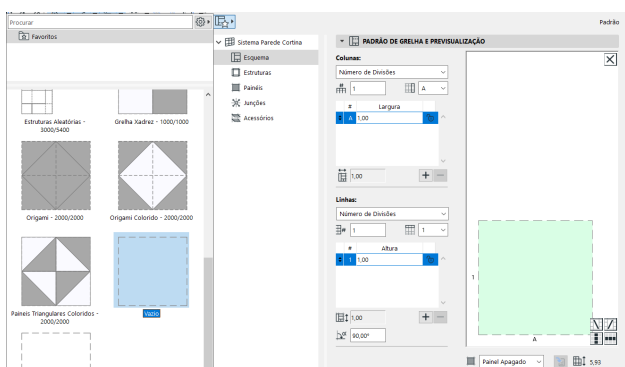 Procurar
Favoritos
Estruturas Aleatórias -
3000/5400
Grelha Xadrez - 1000/1000
Origami - 2000/2000
Origami Colorido - 2000/2000
Paineis Triangulares Coloridos -
2000/2000
Vazio
Sistema Parede Cortina
Esquema
Estruturas
Painéis
Junções
Acessórios
Padrão
PADRÃO DE GRELHA E PREVISUALIZAÇÃO
Colunas:
Número de Divisões
1
A
# Largura
A 1,00
1,00
Linhas:
Número de Divisões
1
1
# Altura
1 1,00
1,00
90,00°
1
A
Painel Apagado
5,93